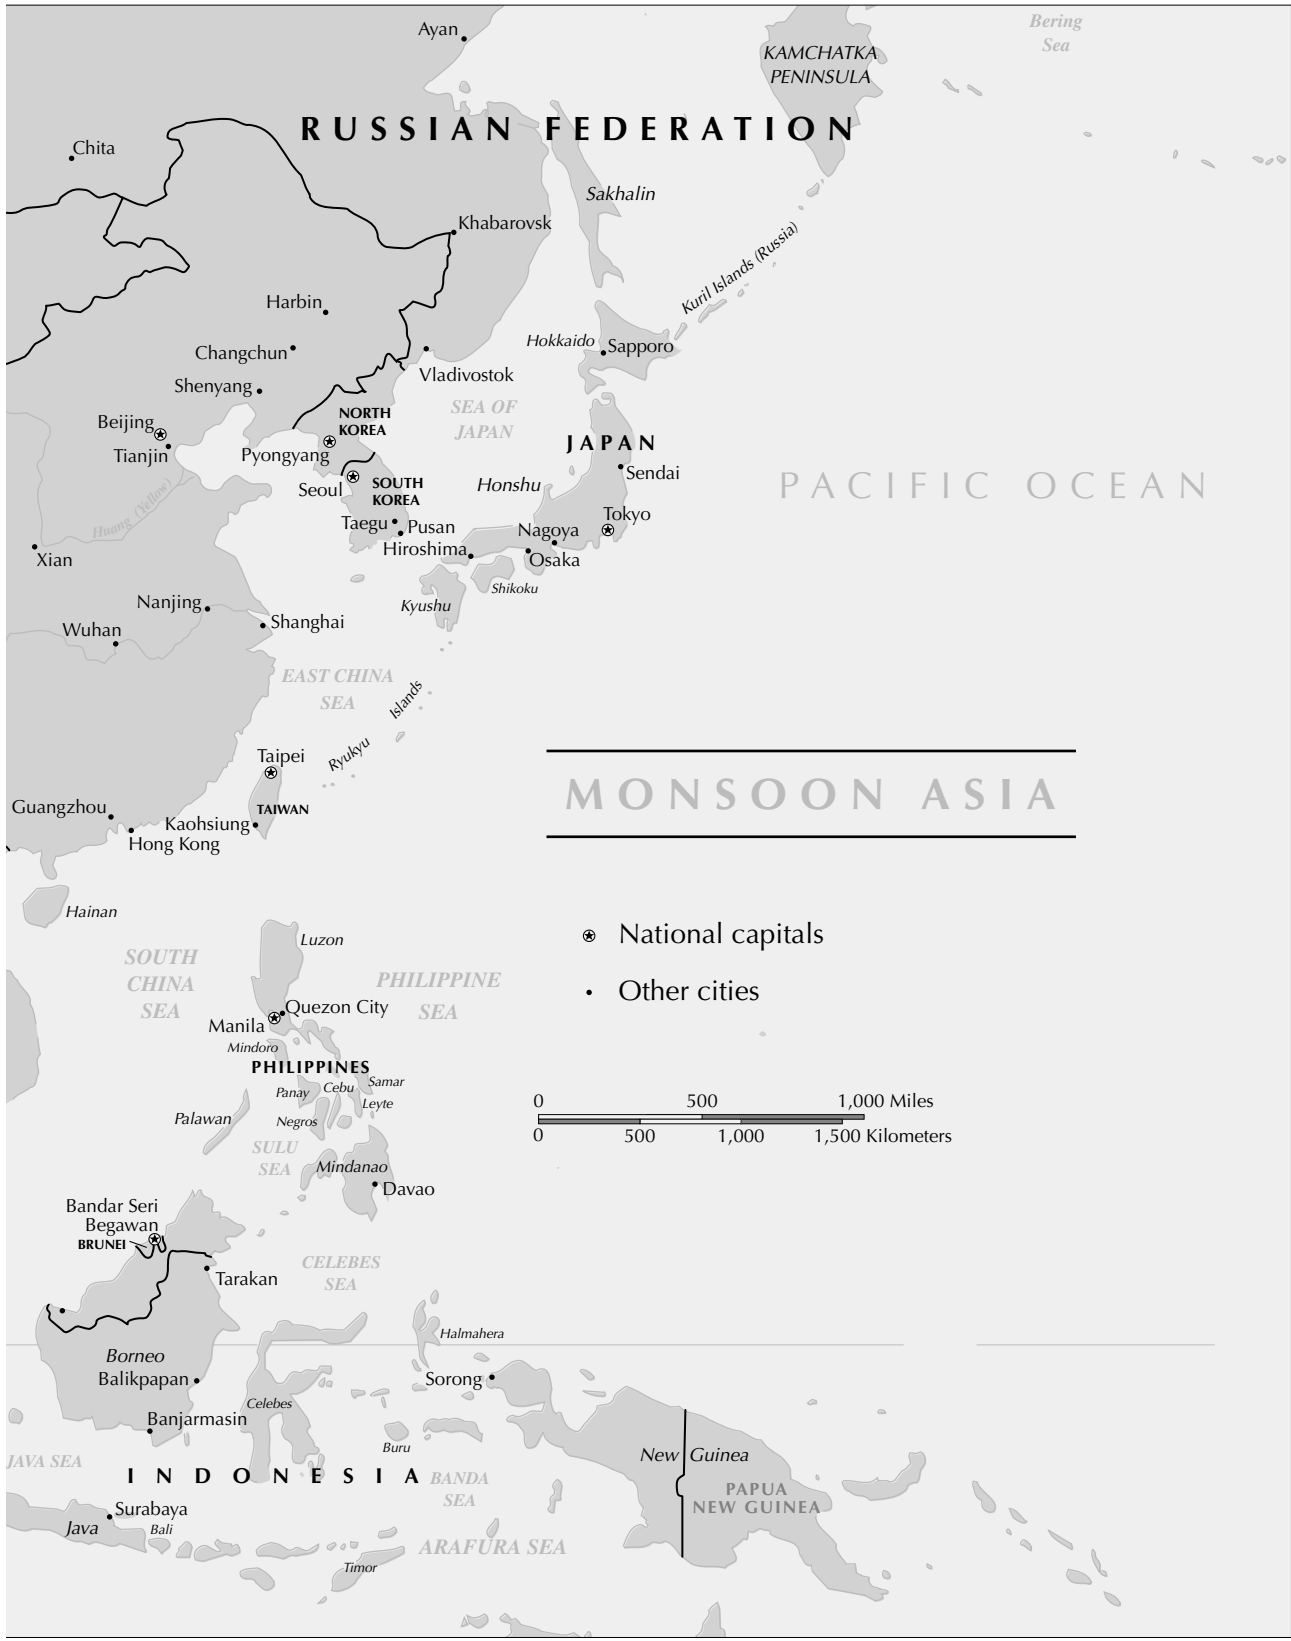 Ayan
Bering
Sea
KAMCHATKA
PENINSULA
RUSSIAN FEDERATION
Chita
Sakhalin
Khabarovsk
Kuril Islands (Russia)
Harbin
Hokkaido
Sapporo
Changchun
Vladivostok
Shenyang
SEA OF
JAPAN
NORTH
KOREA
Beijing
Tianjin
Pyongyang
JAPAN
Sendai
Seoul
SOUTH
KOREA
Honshu
PACIFIC OCEAN
Huang (Yellow)
Taegu
Pusan
Nagoya
Tokyo
Hiroshima
Osaka
Xian
Shikoku
Kyushu
Nanjing
Shanghai
Wuhan
EAST CHINA
SEA
Ryukyu
Islands
Taipei
MONSOON ASIA
Guangzhou
TAIWAN
Kaohsiung
Hong Kong
Hainan
Luzon
National capitals
SOUTH
CHINA
SEA
PHILIPPINE
SEA
Other cities
Quezon City
Manila
Mindoro
PHILIPPINES
Samar
Panay
Cebu
Leyte
Palawan
Negros
0 500 1,000 Miles
0 500 1,000 1,500 Kilometers
SULU
SEA
Mindanao
Davao
Bandar Seri
Begawan
BRUNEI
CELEBES
SEA
Tarakan
Halmahera
Borneo
Balikpapan
Sorong
Celebes
Banjarmasin
Buru
New Guinea
JAVA SEA
INDONESIA
BANDA
SEA
PAPUA
NEW GUINEA
Surabaya
Java
Bali
ARAFURA SEA
Timor